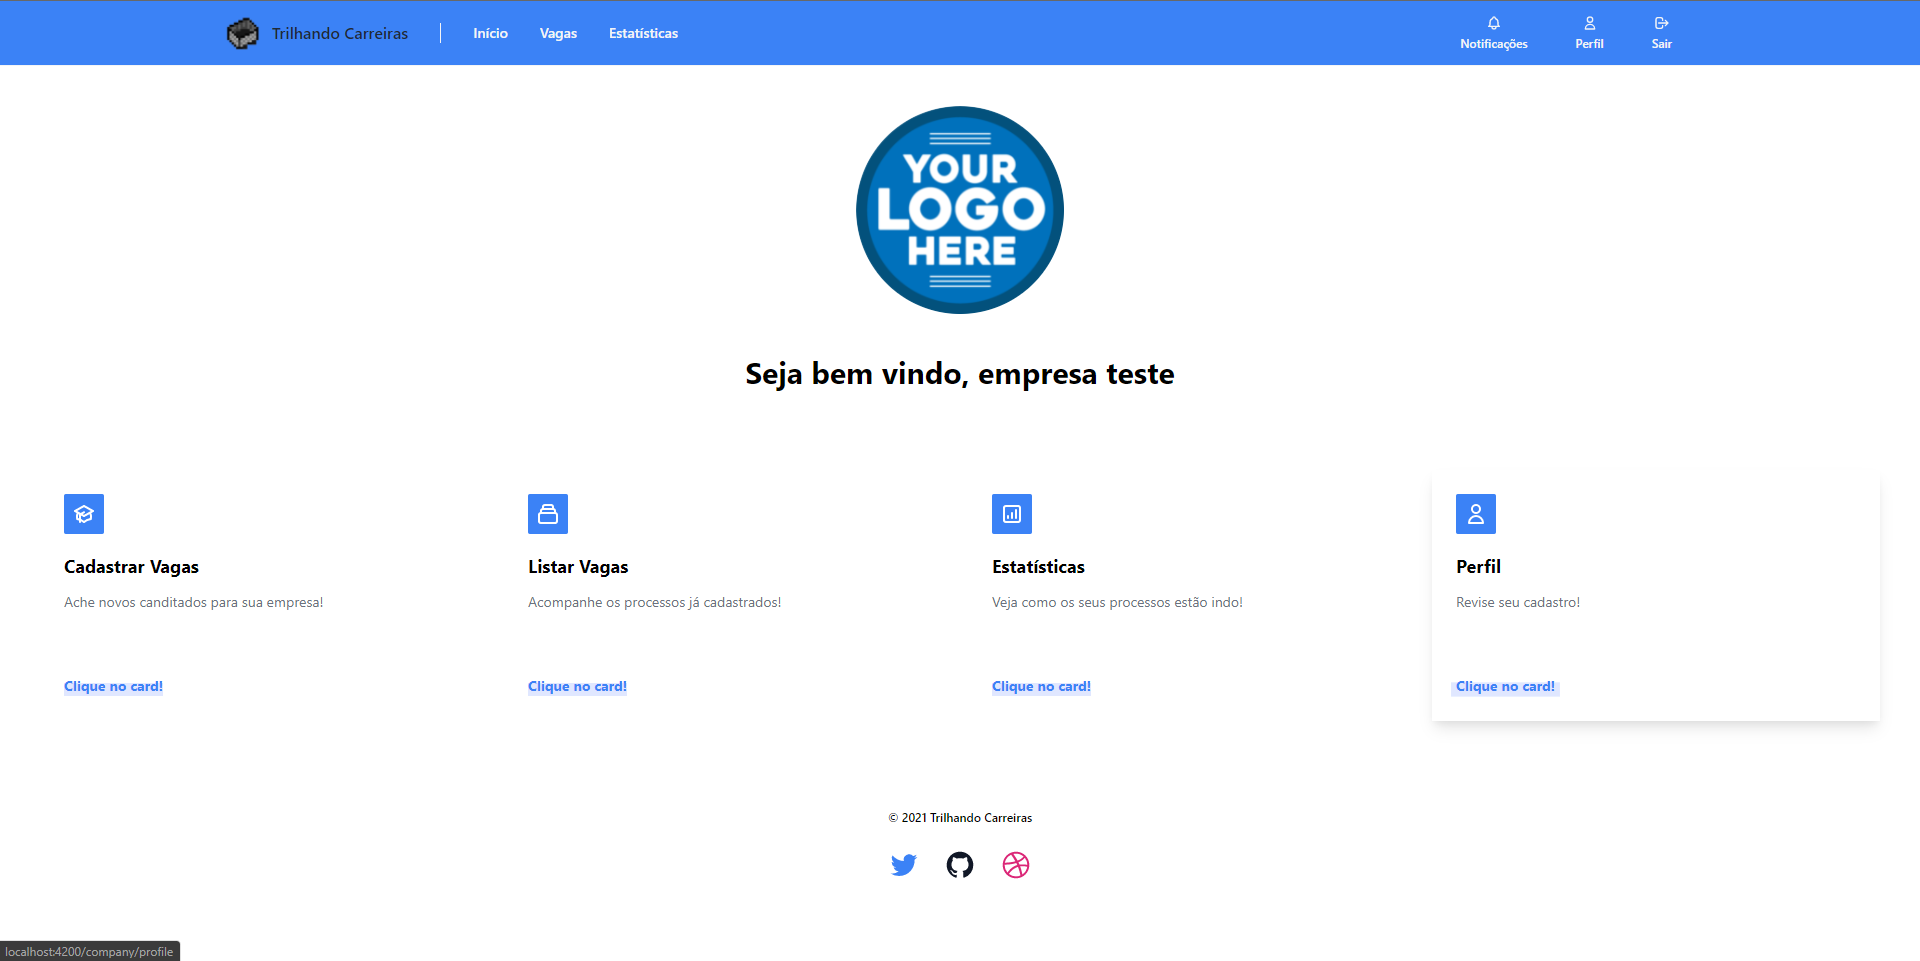 Trilhando Carreiras
Início
Vagas
Estatísticas
Notificações
Perfil
Sair
YOUR
LOGO
HERE
Seja bem vindo, empresa teste
Cadastrar Vagas
Ache novos canditados para sua empresa!
Clique no card!
Listar Vagas
Acompanhe os processos já cadastrados!
Clique no card!
Estatísticas
Veja como os seus processos estão indo!
Clique no card!
Perfil
Revise seu cadastro!
Clique no card!
© 2021 Trilhando Carreiras
localhost:4200/company/profile